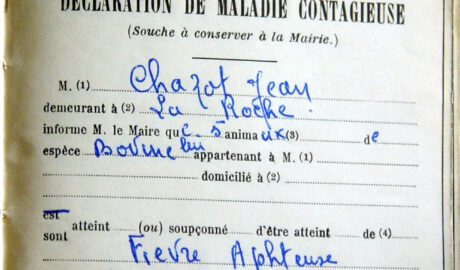 DÉCLARATION DE MALADIE CONTAGIEUSE
(Souche à conserver à la Mairie.)
M. (1) Chazot Jean
demeurant à (2) La Roche.
informe M. le Maire que 5 animaux (3) de
espèce Bovine appartenant à M. (1) lui
domicilié à (2)
est atteint (ou) soupçonné d'être atteint de (4)
sont
Fievre Aphteuse